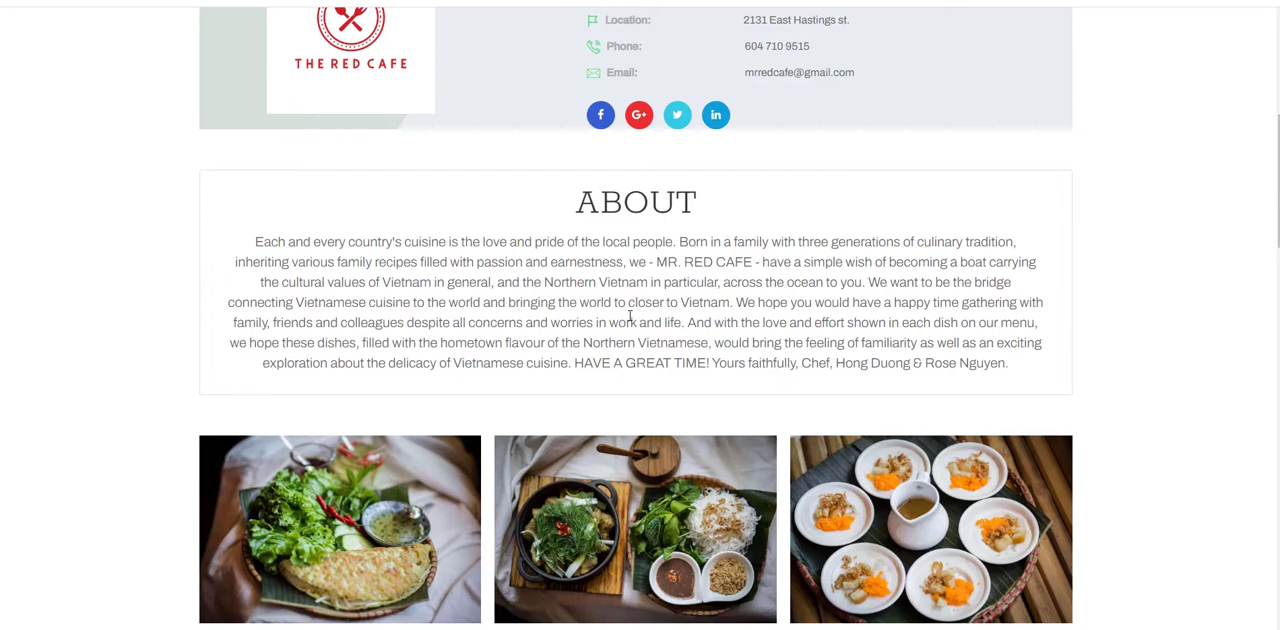 THE RED CAFE
Location: 2131 East Hastings st.
Phone: 604 710 9515
Email: mrredcafe@gmail.com
f G+ in
ABOUT
Each and every country's cuisine is the love and pride of the local people. Born in a family with three generations of culinary tradition,
inheriting various family recipes filled with passion and earnestness, we - MR. RED CAFE - have a simple wish of becoming a boat carrying
the cultural values of Vietnam in general, and the Northern Vietnam in particular, across the ocean to you. We want to be the bridge
connecting Vietnamese cuisine to the world and bringing the world to closer to Vietnam. We hope you would have a happy time gathering with
family, friends and colleagues despite all concerns and worries in work and life. And with the love and effort shown in each dish on our menu,
we hope these dishes, filled with the hometown flavour of the Northern Vietnamese, would bring the feeling of familiarity as well as an exciting
exploration about the delicacy of Vietnamese cuisine. HAVE A GREAT TIME! Yours faithfully, Chef, Hong Duong & Rose Nguyen.